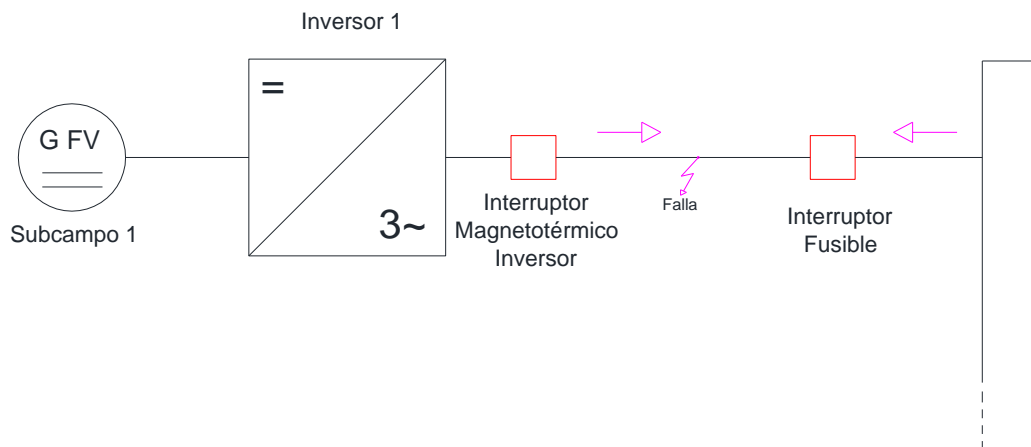 Inversor 1
G FV
=
3~
Subcampo 1
Interruptor
Magnetotérmico
Inversor
Falla
Interruptor
Fusible